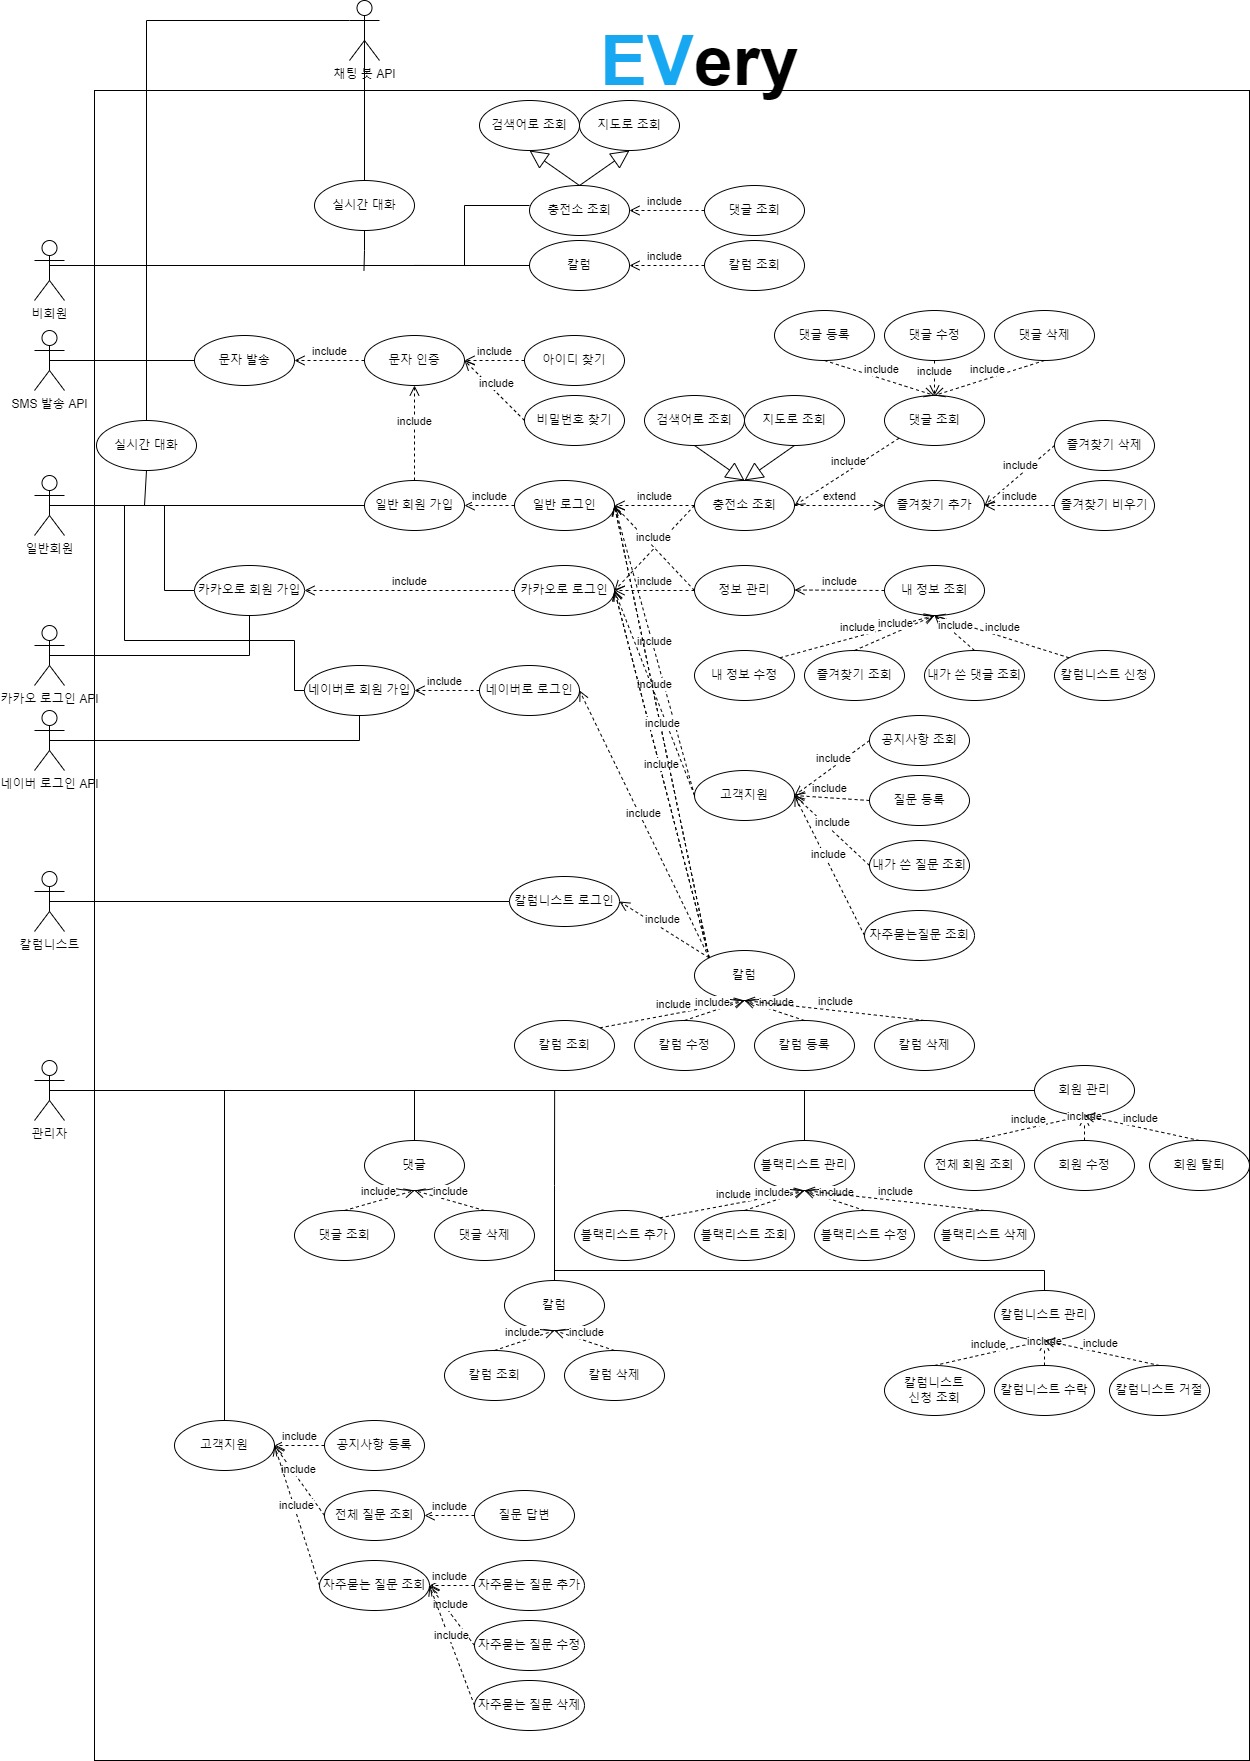 채팅 봇 API
EVery
검색어로 조회
지도로 조회
실시간 대화
충전소 조회
include
댓글 조회
비회원
칼럼
include
칼럼 조회
SMS 발송 API
문자 발송
include
문자 인증
include
아이디 찾기
include
비밀번호 찾기
댓글 등록
댓글 수정
댓글 삭제
include
include
include
댓글 조회
실시간 대화
include
검색어로 조회
지도로 조회
include
즐겨찾기 삭제
include
일반회원
일반 회원 가입
include
일반 로그인
include
충전소 조회
extend
즐겨찾기 추가
include
즐겨찾기 비우기
include
카카오로 회원 가입
include
카카오로 로그인
include
정보 관리
include
내 정보 조회
include
include
include
include
내 정보 수정
즐겨찾기 조회
내가 쓴 댓글 조회
칼럼니스트 신청
카카오 로그인 API
네이버로 회원 가입
include
네이버로 로그인
include
include
include
include
include
네이버 로그인 API
고객지원
include
공지사항 조회
include
질문 등록
include
내가 쓴 질문 조회
include
자주묻는질문 조회
칼럼니스트
칼럼니스트 로그인
include
칼럼
include
include
include
include
칼럼 조회
칼럼 수정
칼럼 등록
칼럼 삭제
관리자
회원 관리
include
include
include
전체 회원 조회
회원 수정
회원 탈퇴
댓글
include
include
댓글 조회
댓글 삭제
블랙리스트 관리
include
include
include
include
블랙리스트 추가
블랙리스트 조회
블랙리스트 수정
블랙리스트 삭제
칼럼
include
include
칼럼 조회
칼럼 삭제
칼럼니스트 관리
include
include
include
칼럼니스트
신청 조회
칼럼니스트 수락
칼럼니스트 거절
고객지원
include
공지사항 등록
include
전체 질문 조회
include
질문 답변
include
자주묻는 질문 조회
include
자주묻는 질문 추가
include
자주묻는 질문 수정
include
자주묻는 질문 삭제